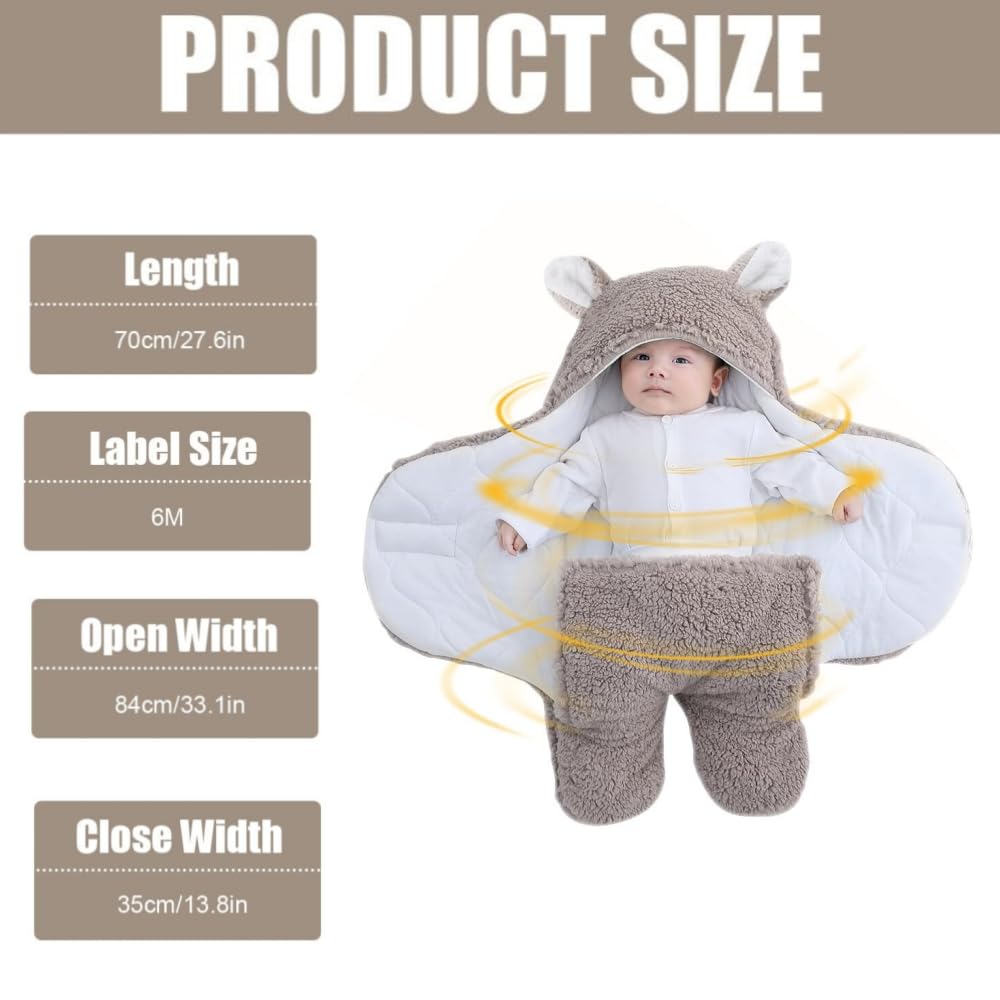 PRODUCT SIZE
Length
70cm/27.6in
Label Size
6M
Open Width
84cm/33.1in
Close Width
35cm/13.8in